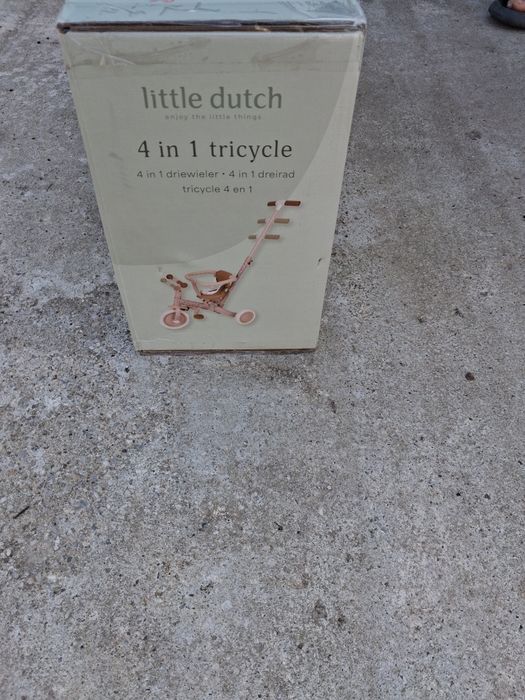 little dutch
enjoy the little things
4 in 1 tricycle
4 in 1 driewieler • 4 in 1 dreirad
tricycle 4 en 1